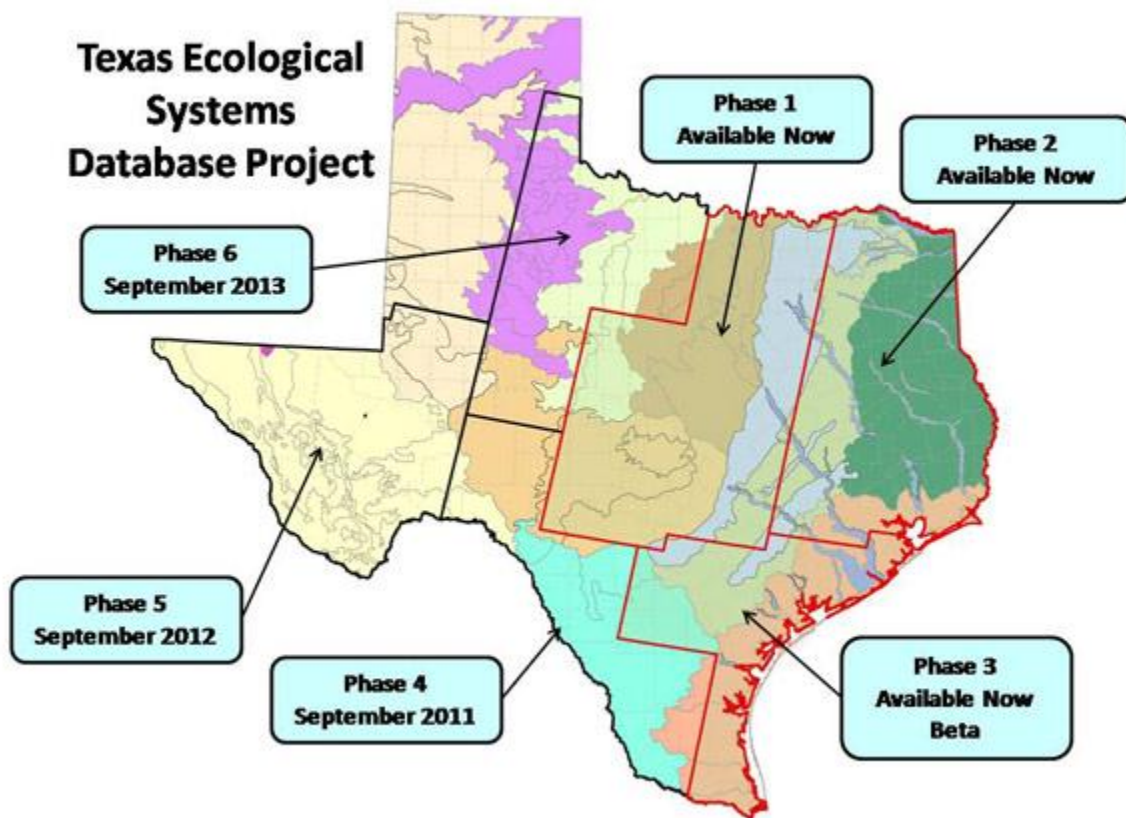 Texas Ecological
Systems
Database Project
Phase 1
Available Now
Phase 2
Available Now
Phase 6
September 2013
Phase 5
September 2012
Phase 4
September 2011
Phase 3
Available Now
Beta